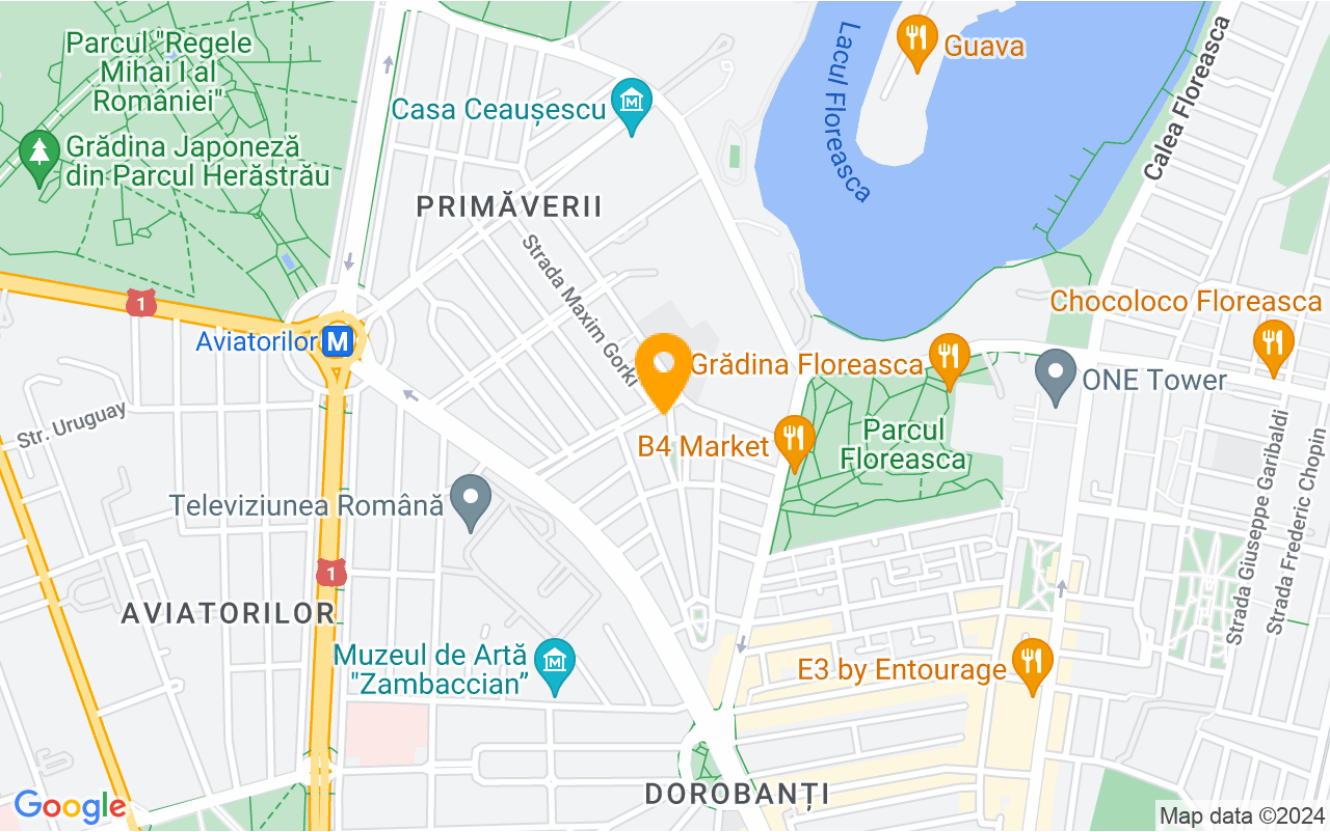 Parcul "Regele
Mihai I al
României"
Grădina Japoneză
din Parcul Herăstrău
Casa Ceaușescu
M
Guava
Lacul Floreasca
Calea Floreasca
PRIMĂVERII
Strada Maxim Gorki
1
Aviatorilor
M
Chocoloco Floreasca
Grădina Floreasca
ONE Tower
Str. Uruguay
B4 Market
Parcul
Floreasca
Strada Giuseppe Garibaldi
Strada Frederic Chopin
Televiziunea Română
1
AVIATORILOR
Muzeul de Artă
"Zambaccian”
M
E3 by Entourage
DOROBANȚI
Google
Map data ©2024